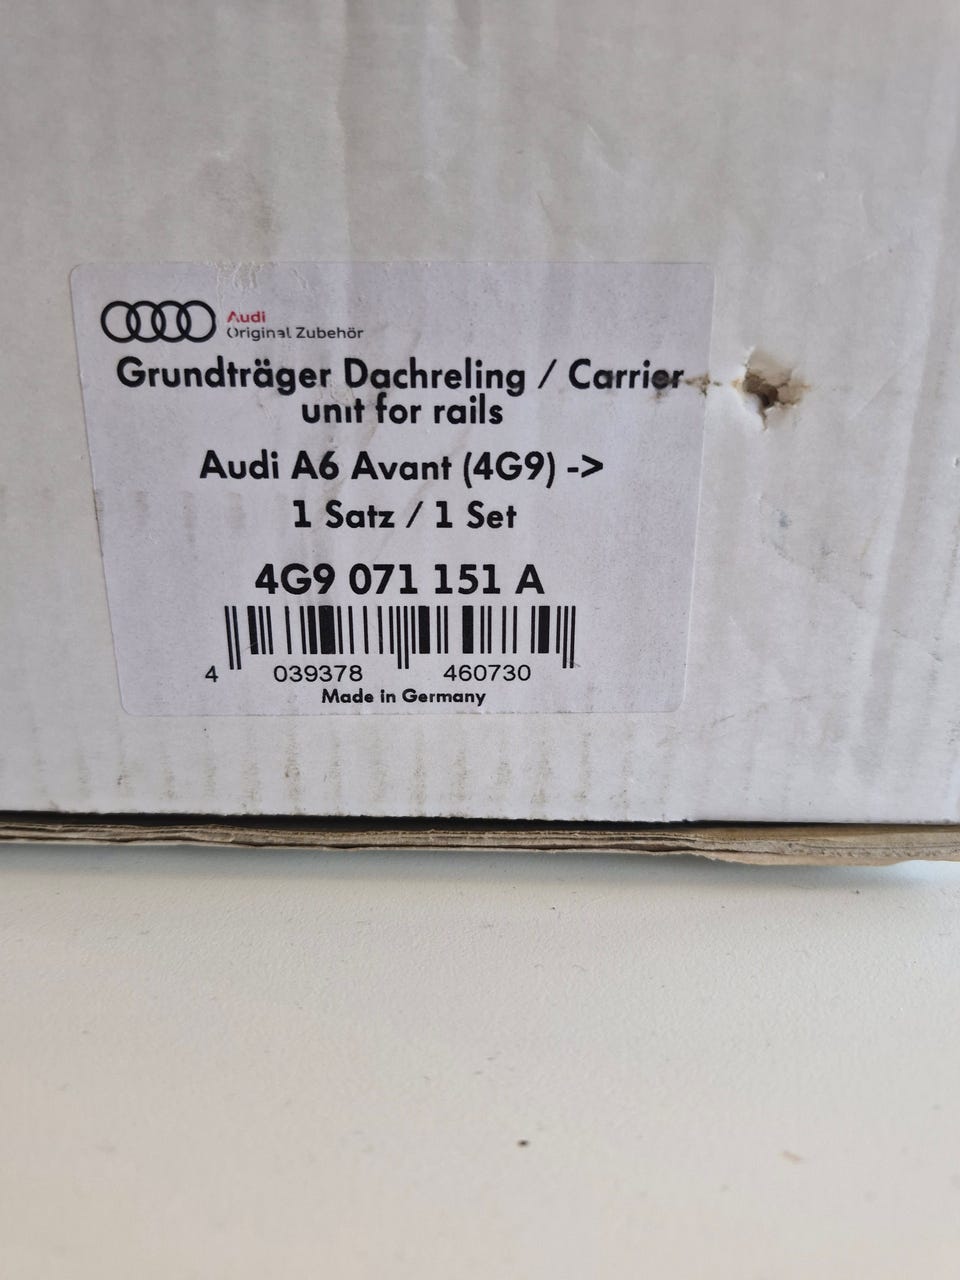 Audi
Original Zubehör
Grundträger Dachreling / Carrier
unit for rails
Audi A6 Avant (4G9) ->
1 Satz / 1 Set
4G9 071 151 A
4 039378 460730
Made in Germany